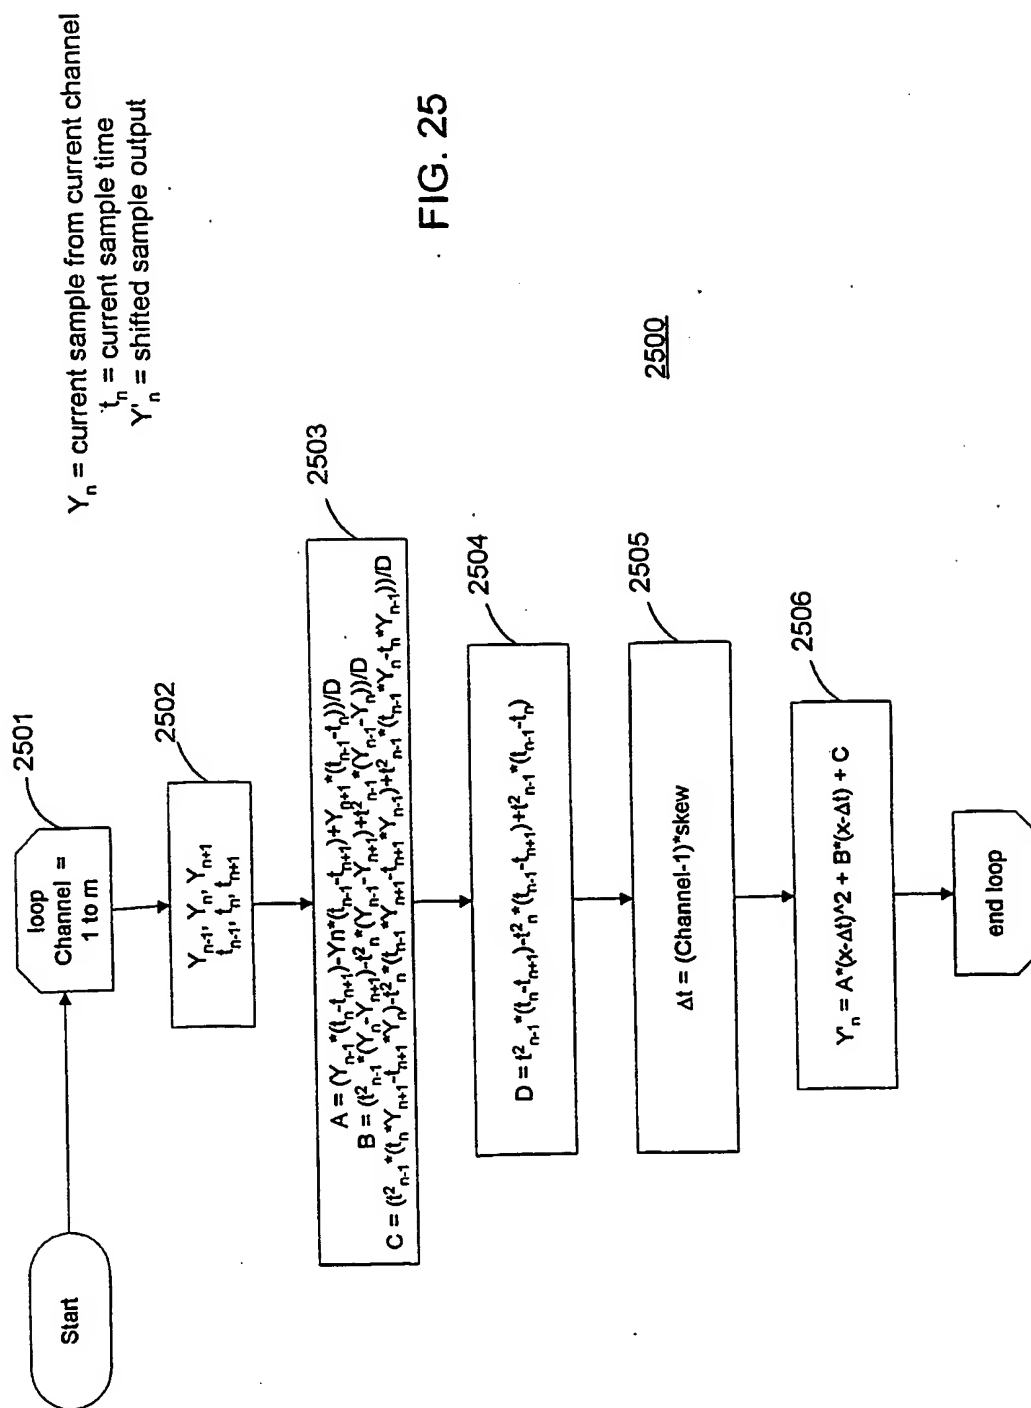 Yₙ = current sample from current channel
tₙ = current sample time
Y'ₙ = shifted sample output
FIG. 25
2500
Start
2501
loop
Channel =
1 to m
2502
Yₙ₋₁, Yₙ, Yₙ₊₁
tₙ₋₁, tₙ, tₙ₊₁
2503
A = (Yₙ₋₁*(tₙ-tₙ₊₁)-Yn*(tₙ₋₁-tₙ₊₁)+Yₙ₊₁*(tₙ₋₁-tₙ))/D
B = (t²ₙ₋₁*(Yₙ-Yₙ₊₁)-t²ₙ*(Yₙ₋₁-Yₙ₊₁)+t²ₙ₋₁*(Yₙ₋₁-Yₙ))/D
C = (t²ₙ₋₁*(tₙ*Yₙ₊₁-tₙ₊₁*Yₙ)-t²ₙ*(tₙ₋₁*Yₙ₊₁-tₙ₊₁*Yₙ₋₁)+t²ₙ₋₁*(tₙ₋₁*Yₙ-tₙ*Yₙ₋₁))/D
2504
D = t²ₙ₋₁*(tₙ-tₙ₊₁)-t²ₙ*(tₙ₋₁-tₙ₊₁)+t²ₙ₋₁*(tₙ₋₁-tₙ)
2505
Δt = (Channel-1)*skew
2506
Y'ₙ = A*(x-Δt)^2 + B*(x-Δt) + C
end loop